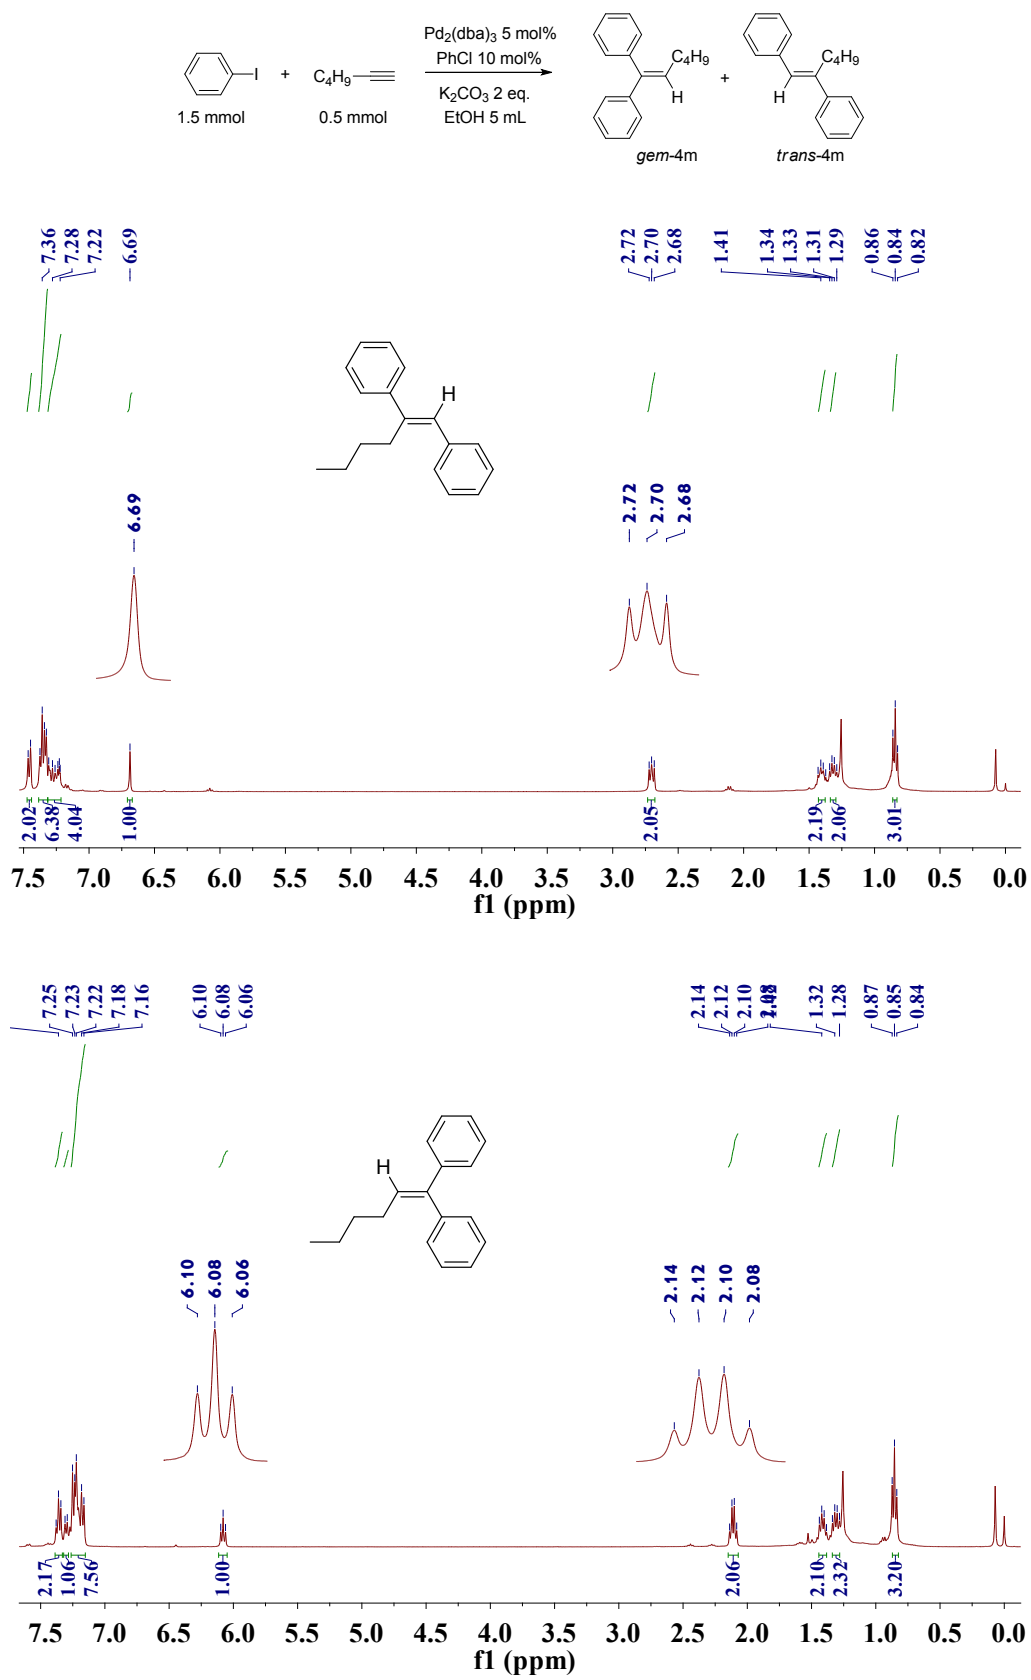 Pd2(dba)3 5 mol%
PhCl 10 mol%
I + C4H9
K2CO3 2 eq.
EtOH 5 mL
1.5 mmol 0.5 mmol
C4H9 H + C4H9 H
gem-4m trans-4m
7.36 7.28 7.22 6.69 2.72 2.70 2.68 1.41 1.34 1.33 1.31 1.29 0.86 0.84 0.82
H
6.69 2.72 2.70 2.68
2.02 6.38 4.04 1.00 2.05 2.19 2.06 3.01
7.5 7.0 6.5 6.0 5.5 5.0 4.5 4.0 3.5 3.0 2.5 2.0 1.5 1.0 0.5 0.0
f1 (ppm)
7.25 7.23 7.22 7.18 7.16 6.10 6.08 6.06 2.14 2.12 2.10 1.32 1.28 0.87 0.85 0.84
H
6.10 6.08 6.06 2.14 2.12 2.10 2.08
2.17 1.06 7.56 1.00 2.06 2.10 2.32 3.20
7.5 7.0 6.5 6.0 5.5 5.0 4.5 4.0 3.5 3.0 2.5 2.0 1.5 1.0 0.5 0.0
f1 (ppm)